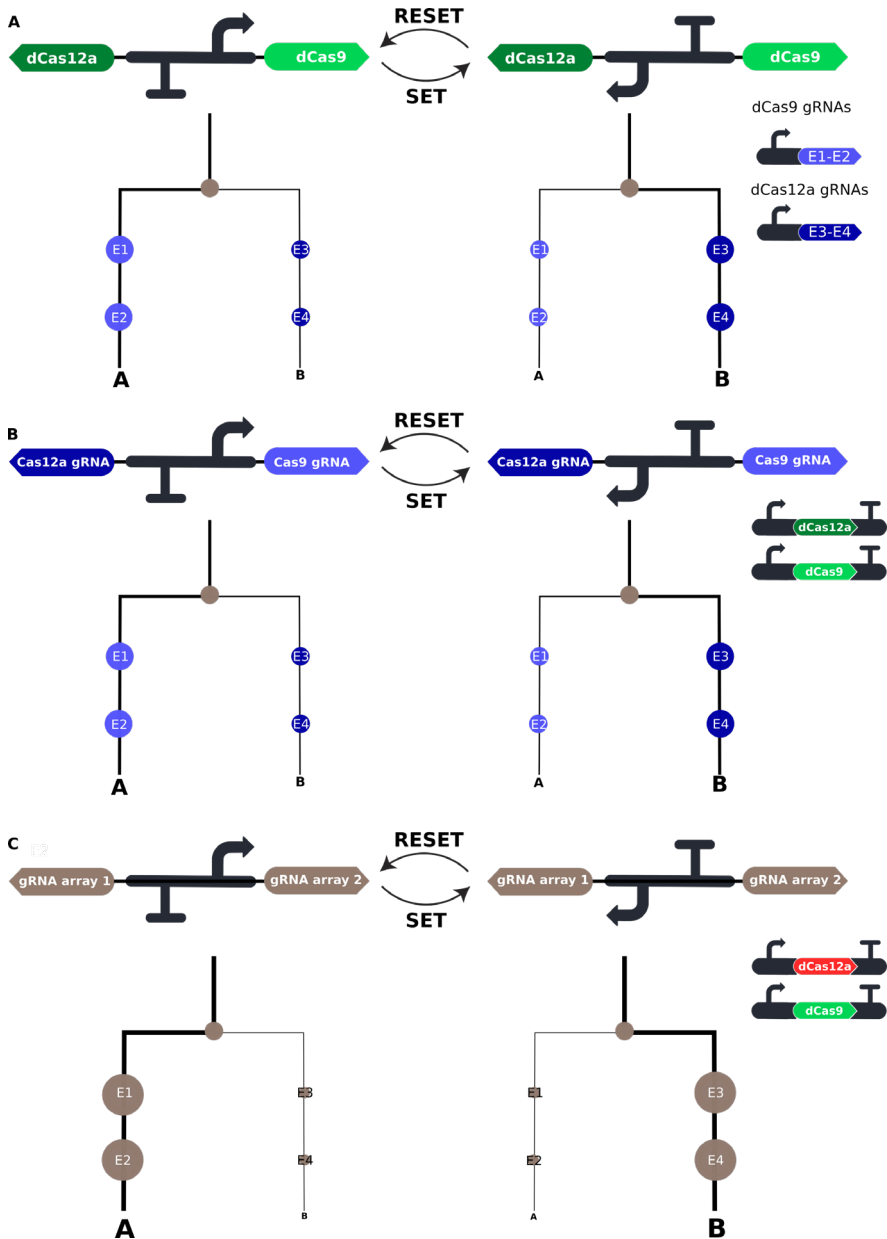 A
RESET
dCas12a
dCas9
dCas12a
dCas9
SET
dCas9 gRNAs
E1-E2
dCas12a gRNAs
E3-E4
E1
E3
E1
E3
E2
E4
E2
E4
A
B
A
B
B
RESET
Cas12a gRNA
Cas9 gRNA
Cas12a gRNA
Cas9 gRNA
SET
dCas12a
dCas9
E1
E3
E1
E3
E2
E4
E2
E4
A
B
A
B
C
E2
RESET
gRNA array 1
gRNA array 2
gRNA array 1
gRNA array 2
SET
dCas12a
dCas9
E1
E3
E1
E3
E2
E4
E2
E4
A
B
A
B